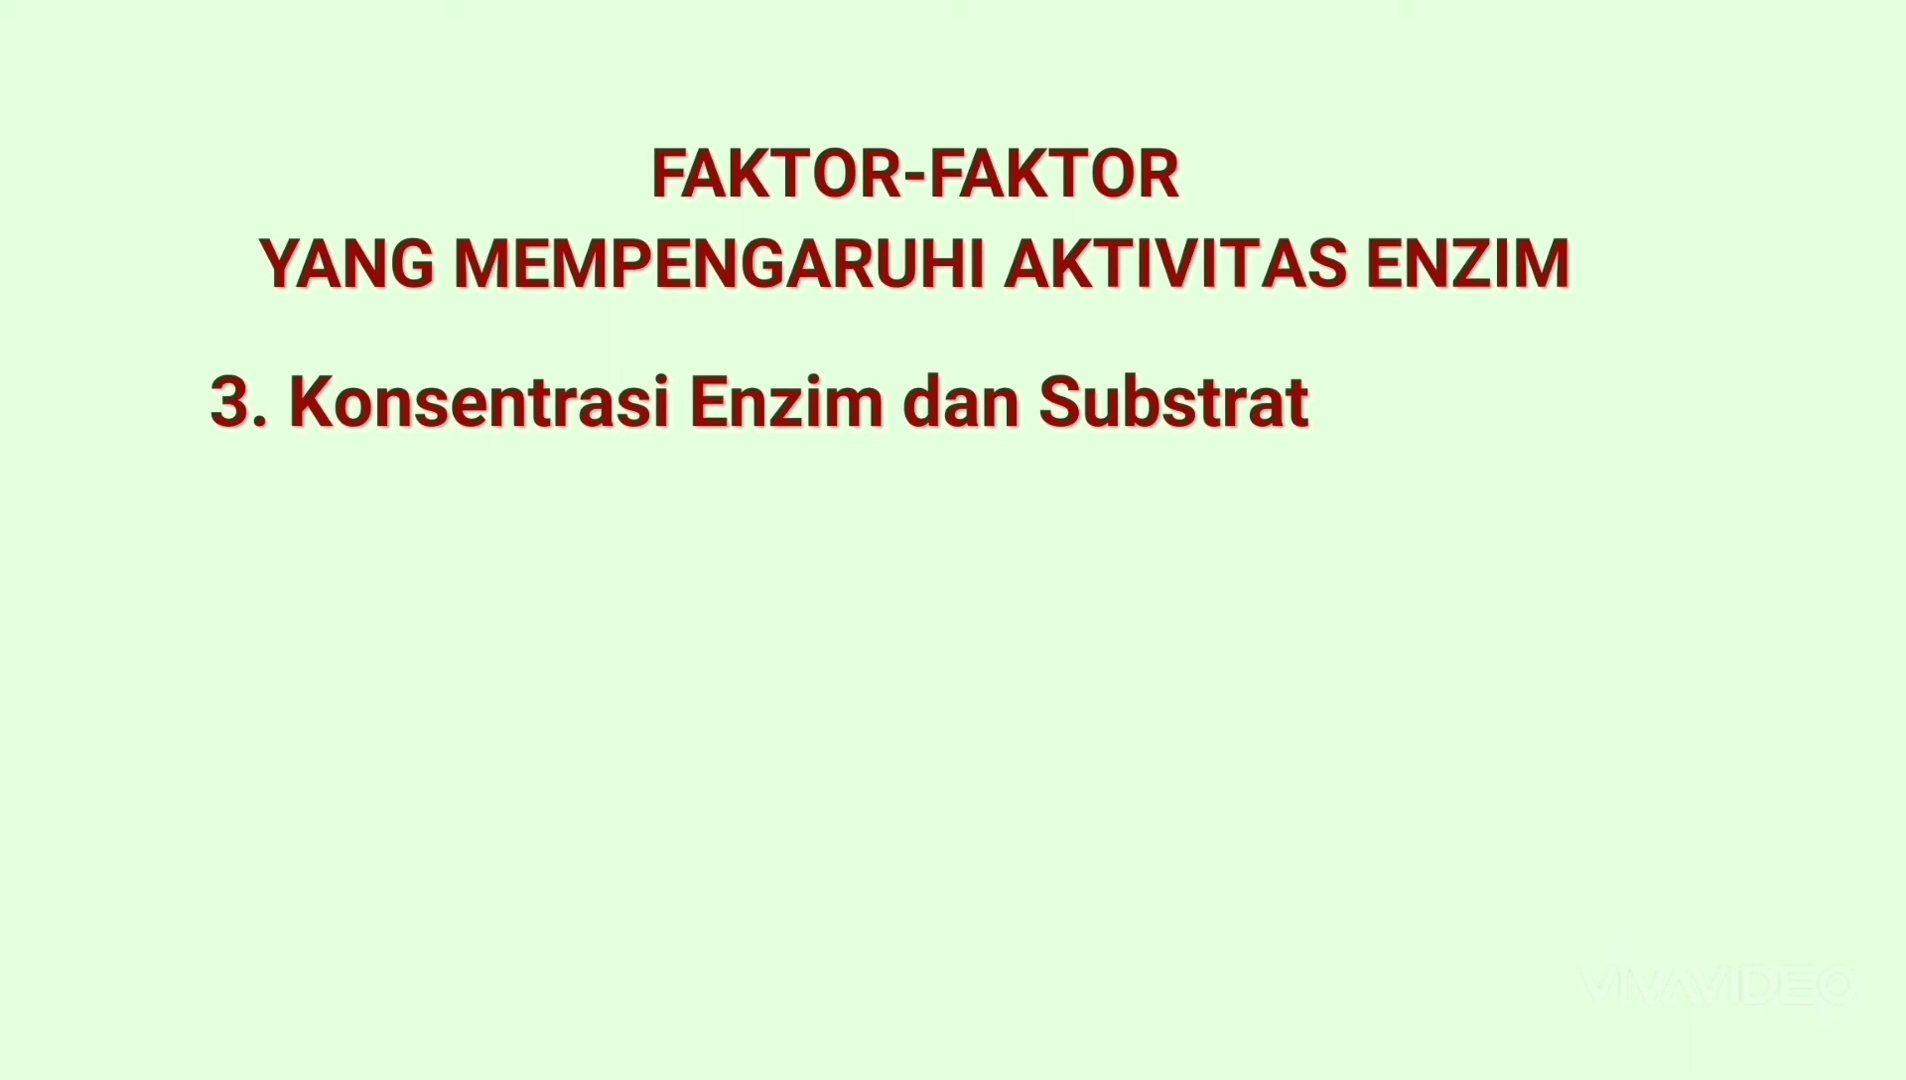 FAKTOR-FAKTOR
YANG MEMPENGARUHI AKTIVITAS ENZIM
3. Konsentrasi Enzim dan Substrat
VIVAVIDEO